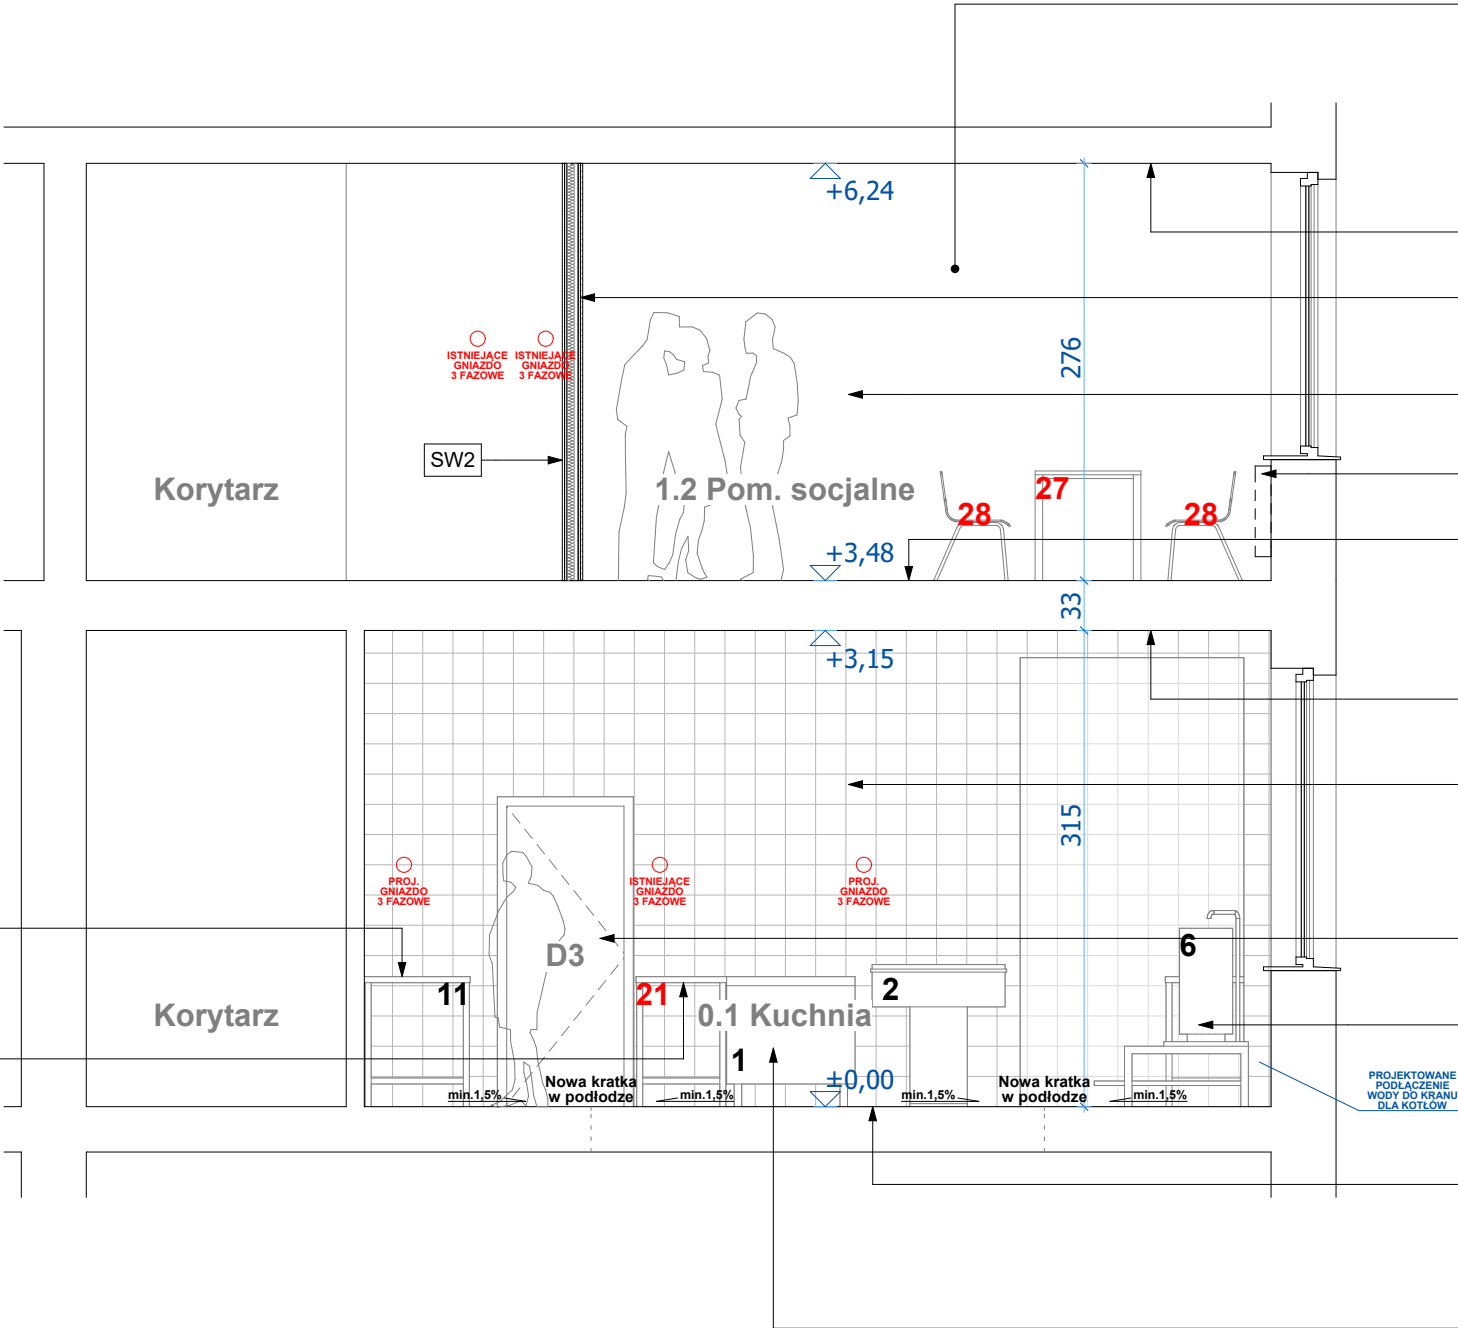 +6,24
276
ISTNIEJĄCE
GNIAZDO
3 FAZOWE
ISTNIEJĄCE
GNIAZDO
3 FAZOWE
SW2
Korytarz
1.2 Pom. socjalne
27
28
28
+3,48
33
+3,15
315
PROJ.
GNIAZDO
3 FAZOWE
ISTNIEJĄCE
GNIAZDO
3 FAZOWE
PROJ.
GNIAZDO
3 FAZOWE
D3
6
11
21
2
Korytarz
0.1 Kuchnia
1
±0,00
Nowa kratka
w podłodze
min.1,5%
min.1,5%
min.1,5%
Nowa kratka
w podłodze
min.1,5%
PROJEKTOWANE
PODŁĄCZENIE
WODY DO KRANU
DLA KOTŁÓW